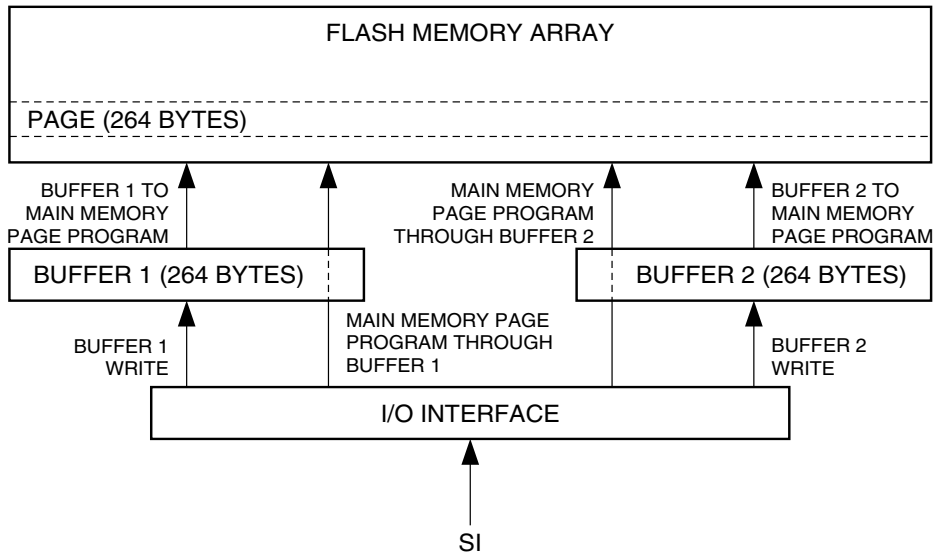 FLASH MEMORY ARRAY
PAGE (264 BYTES)
BUFFER 1 TO
MAIN MEMORY
PAGE PROGRAM
MAIN MEMORY
PAGE PROGRAM
THROUGH BUFFER 2
BUFFER 2 TO
MAIN MEMORY
PAGE PROGRAM
BUFFER 1 (264 BYTES)
BUFFER 2 (264 BYTES)
BUFFER 1
WRITE
MAIN MEMORY PAGE
PROGRAM THROUGH
BUFFER 1
BUFFER 2
WRITE
I/O INTERFACE
SI